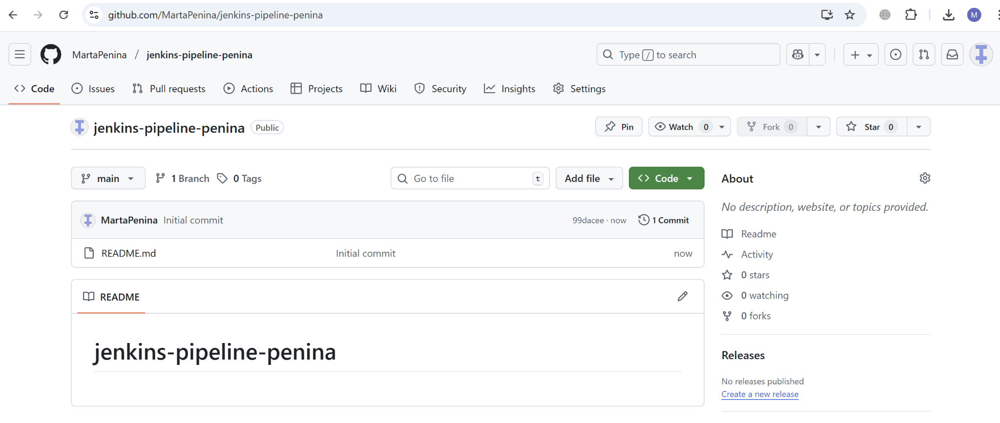 github.com/MartaPenina/jenkins-pipeline-penina
M
MartaPenina / jenkins-pipeline-penina
Type / to search
Code Issues Pull requests Actions Projects Wiki Security Insights Settings
jenkins-pipeline-penina Public
Pin Watch 0 Fork 0 Star 0
main 1 Branch 0 Tags Go to file t Add file Code
MartaPenina Initial commit 99dacee · now 1 Commit
README.md Initial commit now
README
jenkins-pipeline-penina
About
No description, website, or topics provided.
Readme
Activity
0 stars
0 watching
0 forks
Releases
No releases published
Create a new release